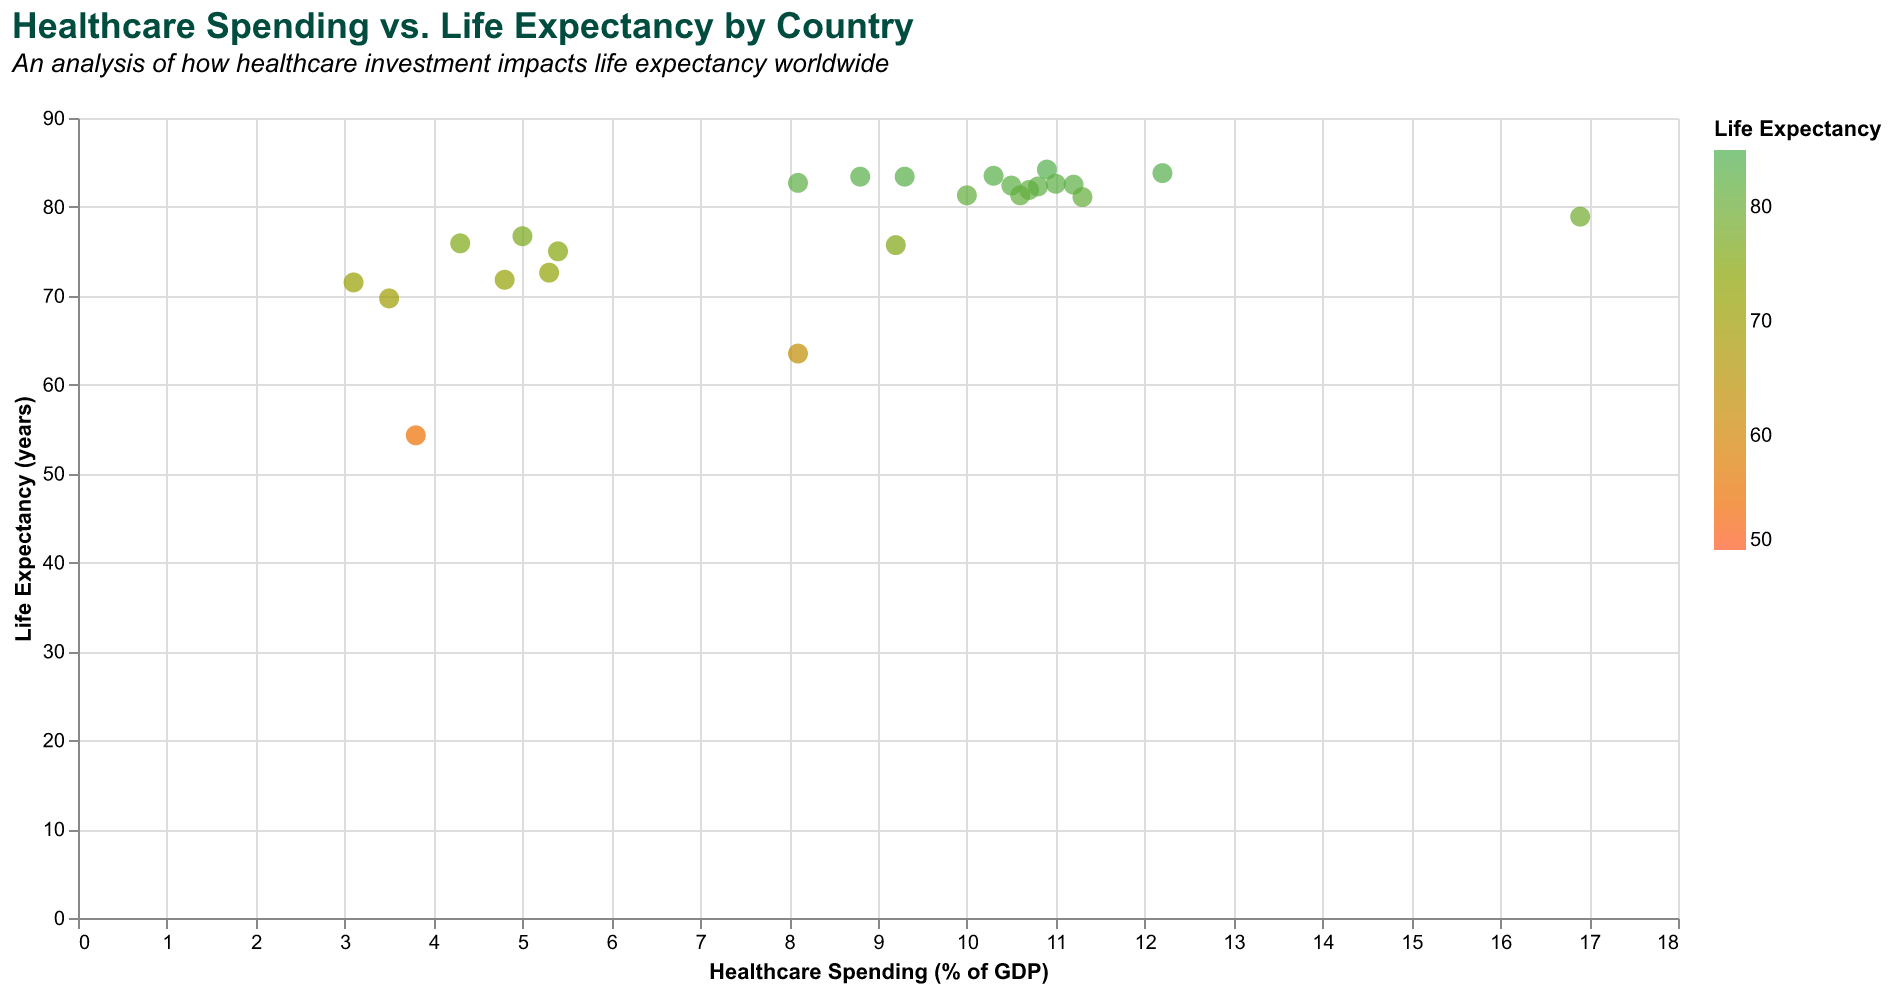 Healthcare Spending vs. Life Expectancy by Country
An analysis of how healthcare investment impacts life expectancy worldwide
Life Expectancy (years)
90
80
70
60
50
40
30
20
10
0
0 1 2 3 4 5 6 7 8 9 10 11 12 13 14 15 16 17 18
Healthcare Spending (% of GDP)
Life Expectancy
80
70
60
50